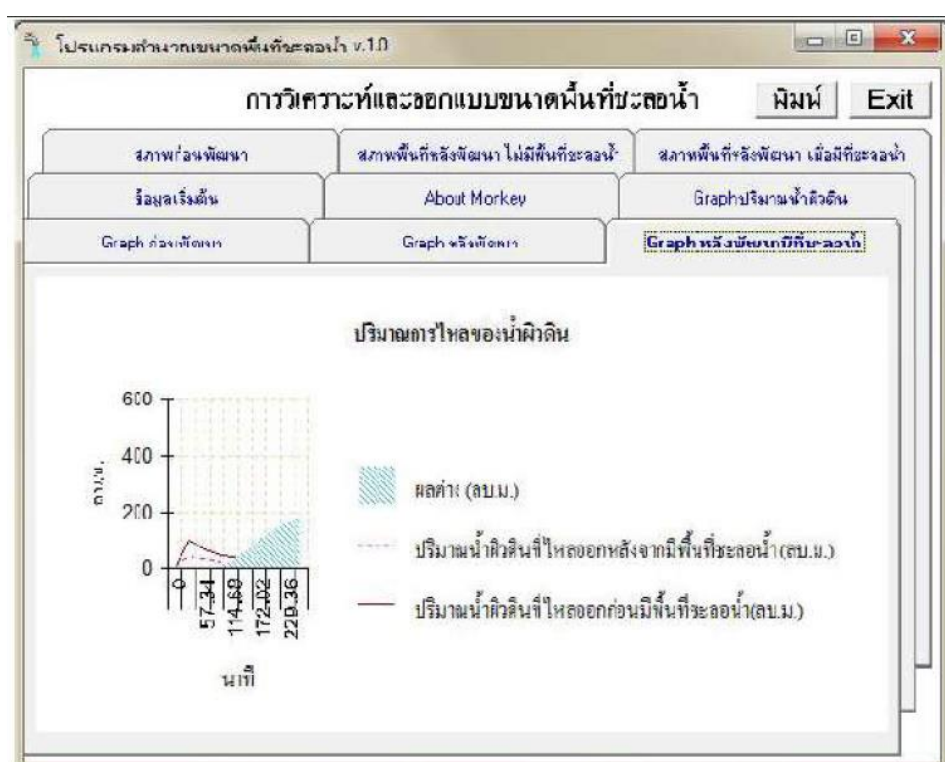 โปรแกรมคำนวณขนาดพื้นที่ชะลอน้ำ v.1.0
การวิเคราะห์และออกแบบขนาดพื้นที่ชะลอน้ำ พิมพ์ Exit
สภาพก่อนพัฒนา สภาพพื้นที่หลังพัฒนา ไม่มีพื้นที่ชะลอน้ำ สภาพพื้นที่หลังพัฒนา เมื่อมีที่ชะลอน้ำ
ข้อมูลเริ่มต้น About Monkey Graphปริมาณน้ำผิวดิน
Graph ก่อนพัฒนา Graph หลังพัฒนา Graph หลังพัฒนามีที่ชะลอน้ำ
ปริมาณการไหลของน้ำผิวดิน
600
400
200
0
ลบ.ม.
0 57.34 114.68 172.02 229.36
นาที
ผลต่าง (ลบ.ม.)
ปริมาณน้ำผิวดินที่ไหลออกหลังจากมีพื้นที่ชะลอน้ำ(ลบ.ม.)
ปริมาณน้ำผิวดินที่ไหลออกก่อนมีพื้นที่ชะลอน้ำ(ลบ.ม.)